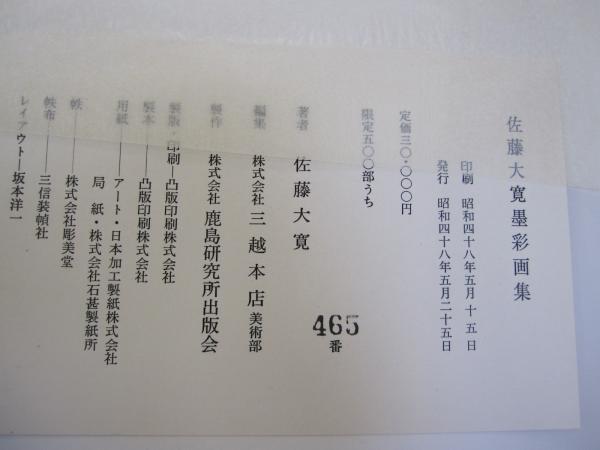 佐藤大寛墨彩画集
印刷　昭和四十八年五月　十五日
発行　昭和四十八年五月二十五日
定価三〇・〇〇〇円
限定五〇〇部うち
465番
著者　佐藤大寛
編集　株式会社 三越本店美術部
製作　株式会社 鹿島研究所出版会
製版・印刷―凸版印刷株式会社
製本――凸版印刷株式会社
用紙――アート・日本加工製紙株式会社
局　紙・株式会社石甚製紙所
帙―――株式会社彫美堂
帙布――三信装幀社
レイアウト―坂本洋一